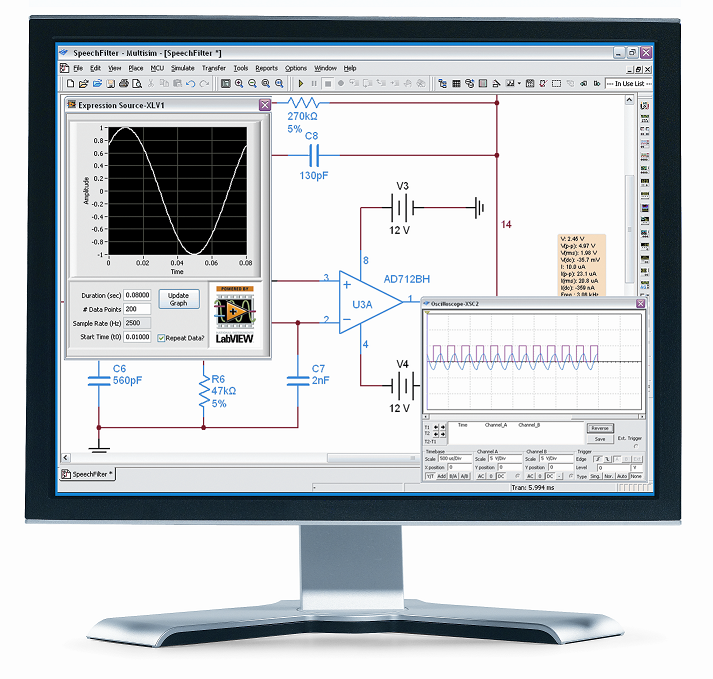 SpeechFilter - Multisim - [SpeechFilter *]
File Edit View Place MCU Simulate Transfer Tools Reports Options Window Help
--- In Use List ---
Expression Source-XLV1
1
0.8
0.6
0.4
0.2
0
-0.2
-0.4
-0.6
-0.8
-1
Amplitude
0 0.02 0.04 0.06 0.08
Time
Duration (sec) 0.08000
# Data Points 200
Sample Rate (Hz) 2500
Start Time (t0) 0.01000
Update
Graph
Repeat Data?
POWERED BY
LabVIEW
270kΩ
5%
C8
130pF
V3
12 V
14
8
3
AD712BH
U3A
1
2
4
V4
12 V
C6
560pF
R6
47kΩ
5%
C7
2nF
V: 2.46 V
V(p-p): 4.97 V
V(rms): 1.98 V
V(dc): -35.7 mV
I: 10.0 uA
I(p-p): 23.1 uA
I(rms): 20.8 uA
I(dc): -359 nA
Freq.: 3.86 kHz
Oscilloscope-XSC2
T1
T2
T2-T1
Time Channel_A Channel_B
Reverse
Save
Ext. Trigger
Timebase
Scale 500 us/Div
X position 0
Y/T Add B/A A/B
Channel A
Scale 5 V/Div
Y position 0
AC 0 DC
Channel B
Scale 5 V/Div
Y position 0
AC 0 DC -
Trigger
Edge
Level 0 V
Type Sing. Nor. Auto None
SpeechFilter *
Tran: 5.994 ms